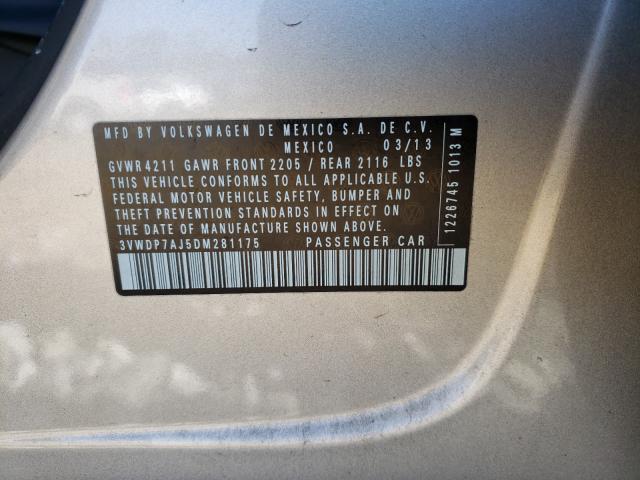 MFD BY VOLKSWAGEN DE MEXICO S.A. DE C.V.
MEXICO 03/13
GVWR 4211 GAWR FRONT 2205 / REAR 2116 LBS
THIS VEHICLE CONFORMS TO ALL APPLICABLE U.S.
FEDERAL MOTOR VEHICLE SAFETY, BUMPER AND
THEFT PREVENTION STANDARDS IN EFFECT ON
THE DATE OF MANUFACTURE SHOWN ABOVE.
3VWDP7AJ5DM281175 PASSENGER CAR
1226745 1013 M